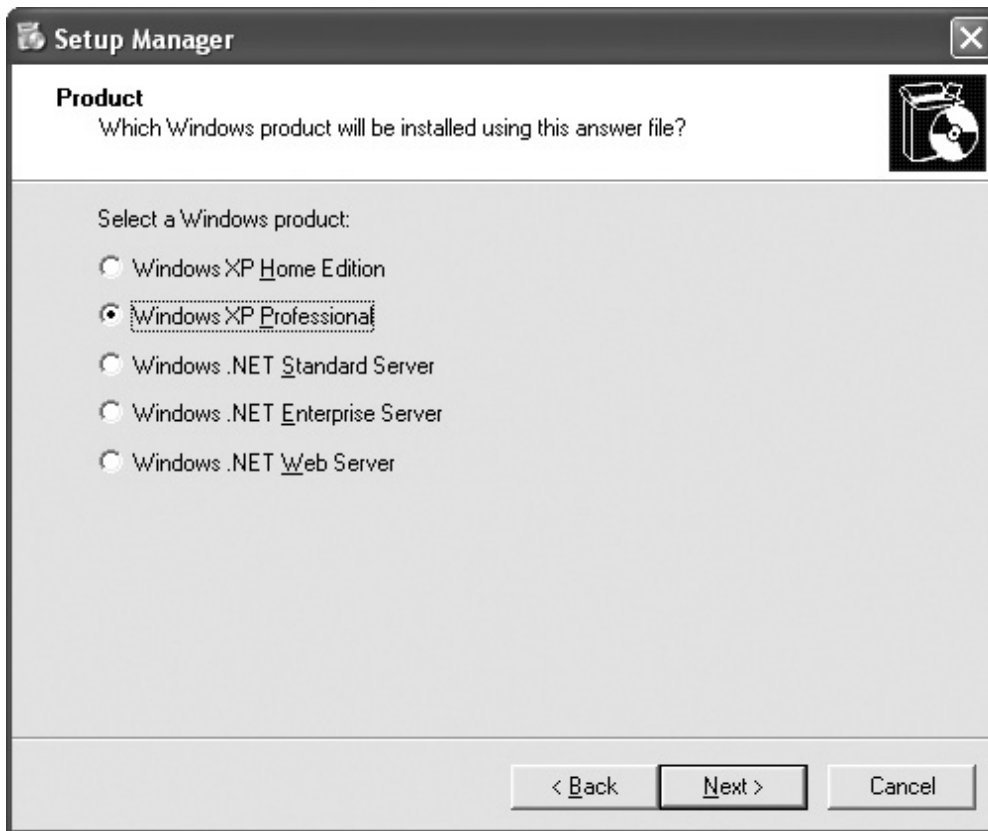 Setup Manager
Product
Which Windows product will be installed using this answer file?
Select a Windows product:
Windows XP Home Edition
Windows XP Professional
Windows .NET Standard Server
Windows .NET Enterprise Server
Windows .NET Web Server
< Back Next > Cancel